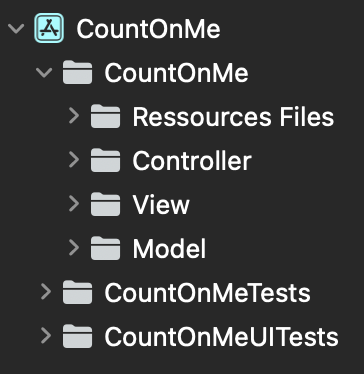 CountOnMe
CountOnMe
Ressources Files
Controller
View
Model
CountOnMeTests
CountOnMeUITests